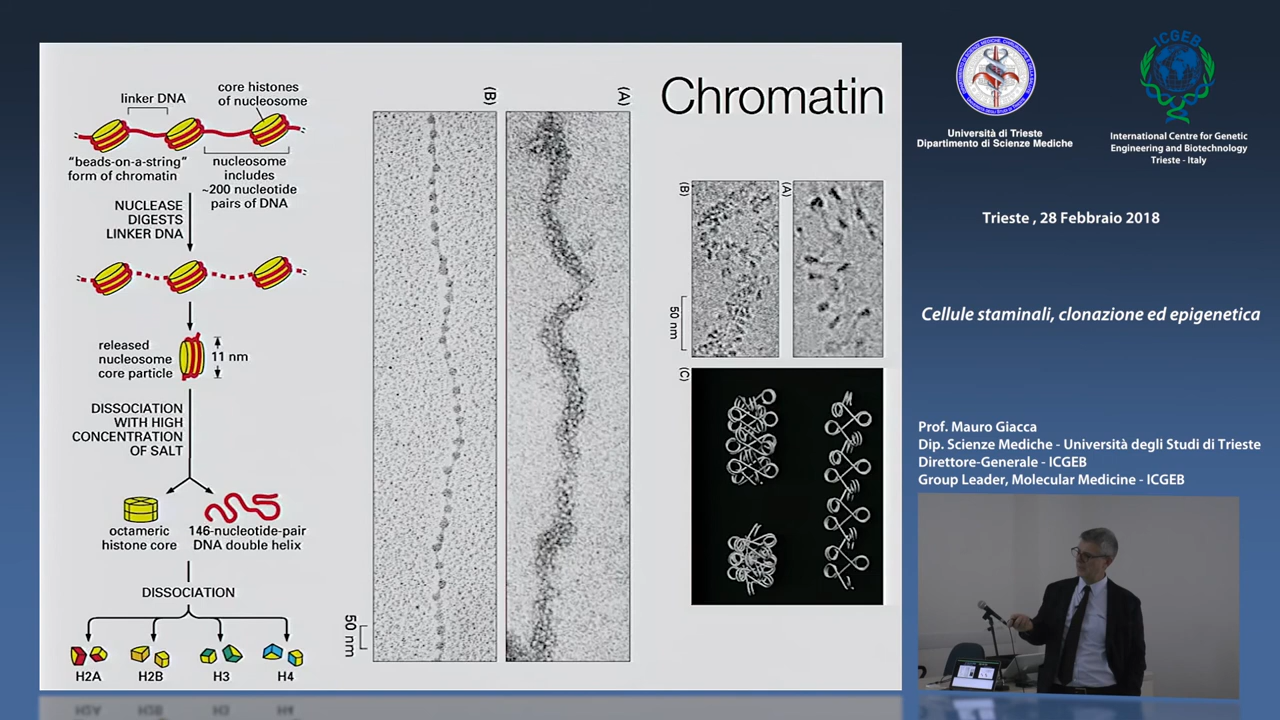 Chromatin
linker DNA
core histones
of nucleosome
"beads-on-a-string"
form of chromatin
nucleosome
includes
~200 nucleotide
pairs of DNA
NUCLEASE
DIGESTS
LINKER DNA
released
nucleosome
core particle
11 nm
DISSOCIATION
WITH HIGH
CONCENTRATION
OF SALT
octameric
histone core
146-nucleotide-pair
DNA double helix
DISSOCIATION
H2A
H2B
H3
H4
(B)
(A)
50 nm
(B)
(A)
50 nm
(C)
ICGEB
Università di Trieste
Dipartimento di Scienze Mediche
International Centre for Genetic
Engineering and Biotechnology
Trieste - Italy
Trieste , 28 Febbraio 2018
Cellule staminali, clonazione ed epigenetica
Prof. Mauro Giacca
Dip. Scienze Mediche - Università degli Studi di Trieste
Direttore-Generale - ICGEB
Group Leader, Molecular Medicine - ICGEB